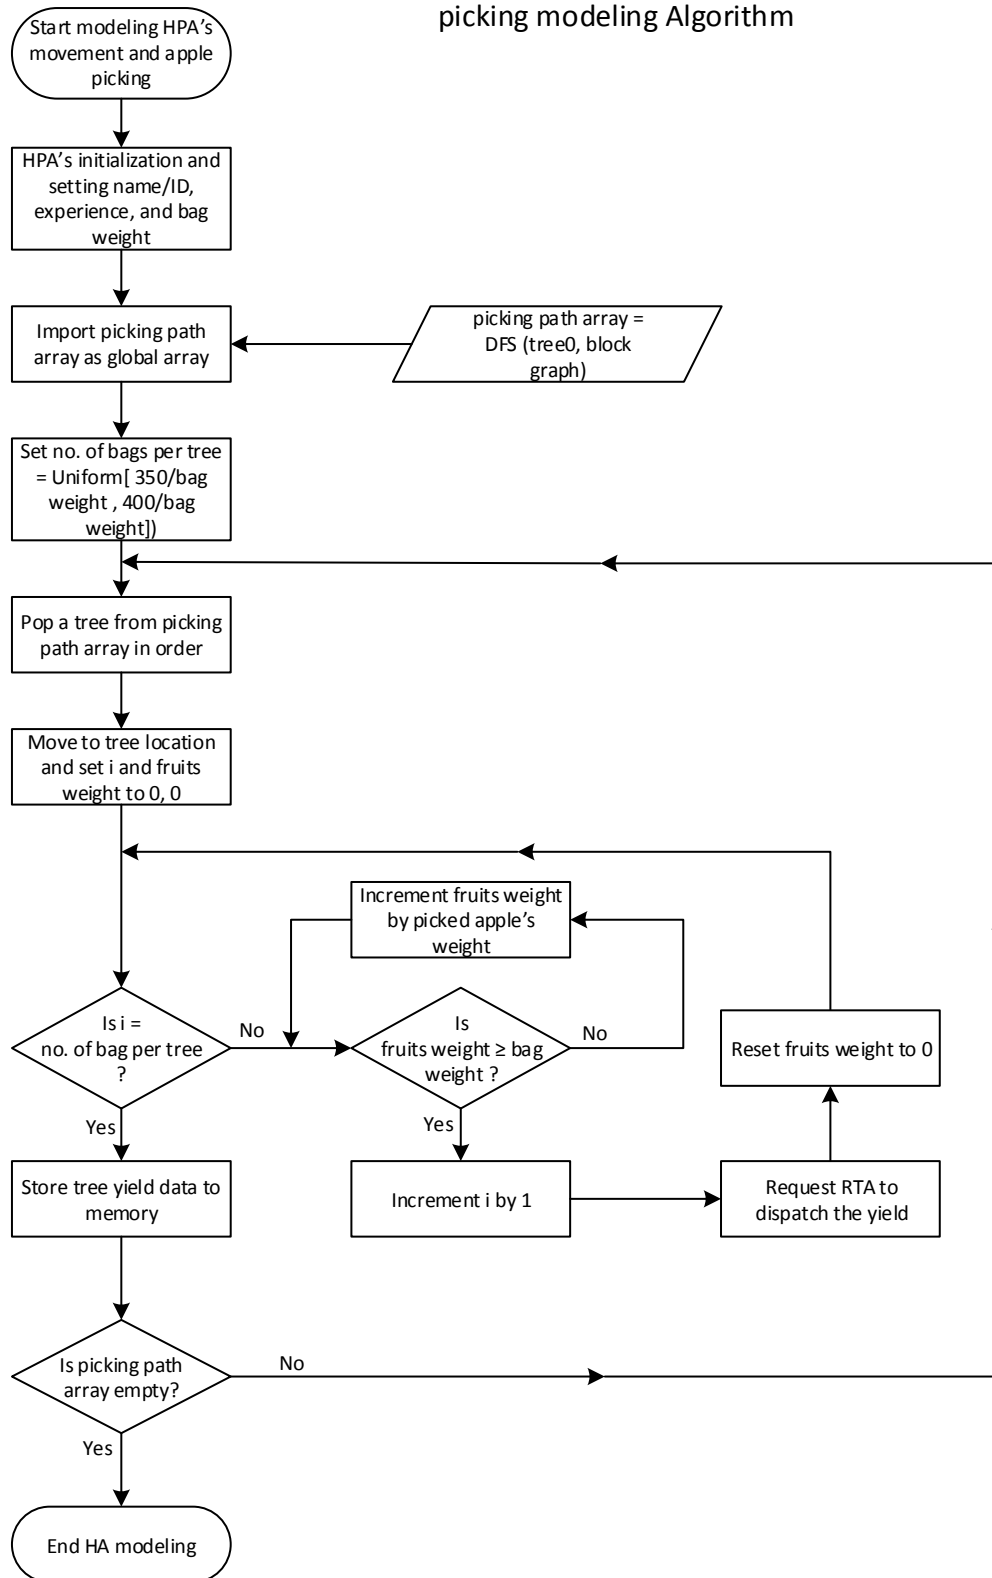 picking modeling Algorithm
Start modeling HPA's
movement and apple
picking
HPA's initialization and
setting name/ID,
experience, and bag
weight
Import picking path
array as global array
picking path array =
DFS (tree0, block
graph)
Set no. of bags per tree
= Uniform[ 350/bag
weight , 400/bag
weight])
Pop a tree from picking
path array in order
Move to tree location
and set i and fruits
weight to 0, 0
Increment fruits weight
by picked apple's
weight
Is i =
no. of bag per tree
?
No
Is
fruits weight ≥ bag
weight ?
No
Reset fruits weight to 0
Yes
Yes
Store tree yield data to
memory
Increment i by 1
Request RTA to
dispatch the yield
Is picking path
array empty?
No
Yes
End HA modeling